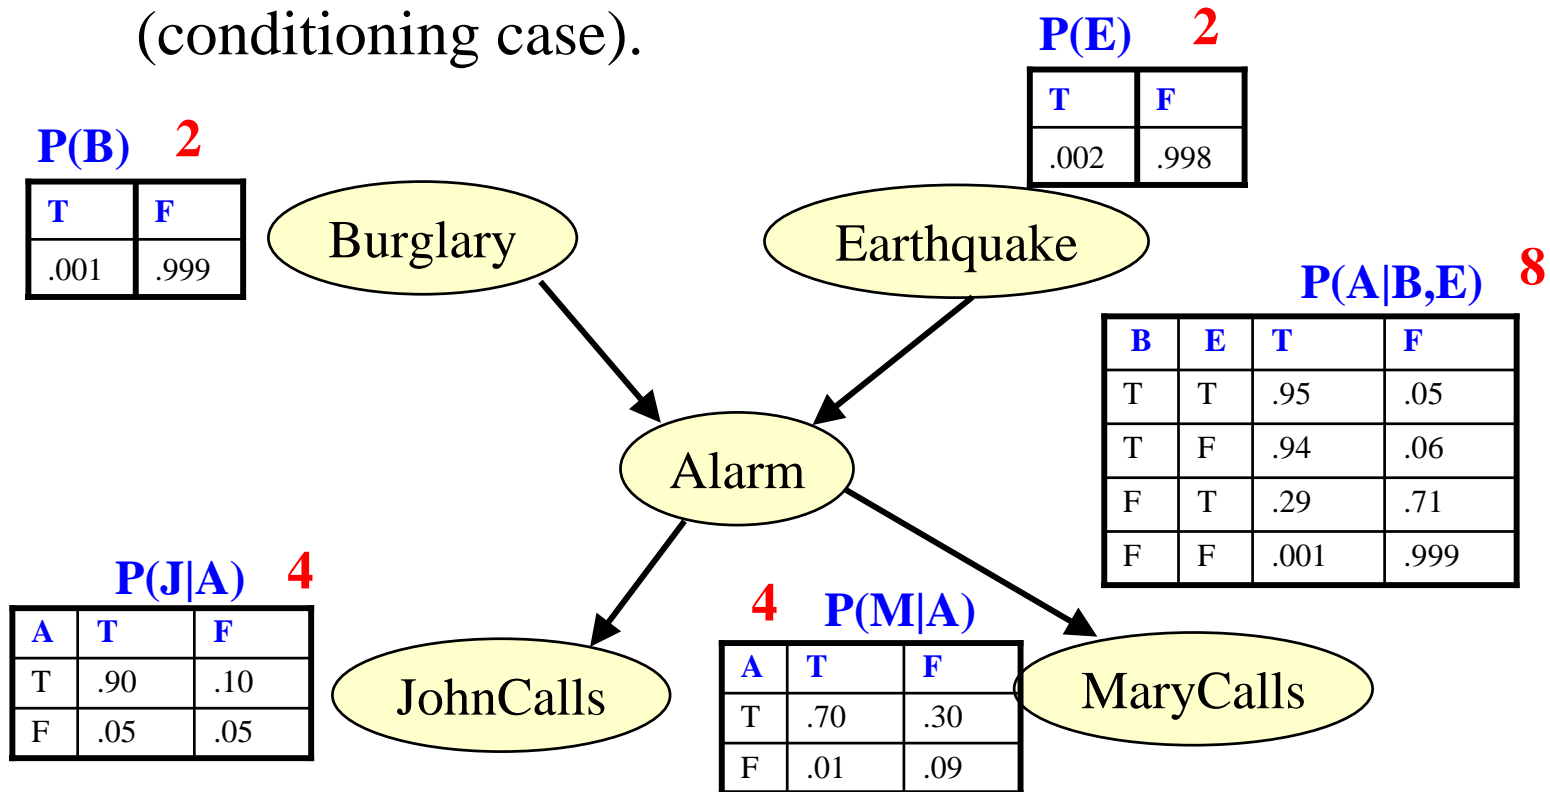 (conditioning case).
P(E) 2
T F
.002 .998
P(B) 2
T F
.001 .999
Burglary
Earthquake
P(A|B,E) 8
B E T F
T T .95 .05
T F .94 .06
F T .29 .71
F F .001 .999
Alarm
P(J|A) 4
A T F
T .90 .10
F .05 .05
JohnCalls
4 P(M|A)
A T F
T .70 .30
F .01 .09
MaryCalls